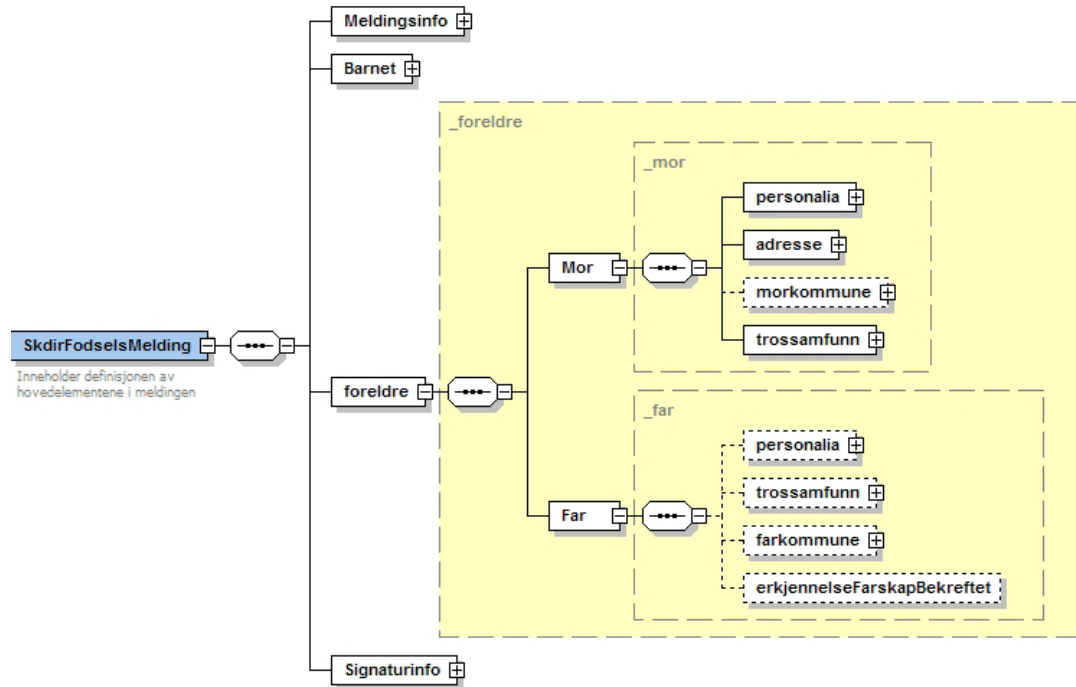 Meldingsinfo
Barnet
_foreldre
_mor
personalia
adresse
Mor
morkommune
trossamfunn
SkdirFodselsMelding
Inneholder definisjonen av
hovedelementene i meldingen
foreldre
_far
personalia
trossamfunn
Far
farkommune
erkjennelseFarskapBekreftet
Signaturinfo